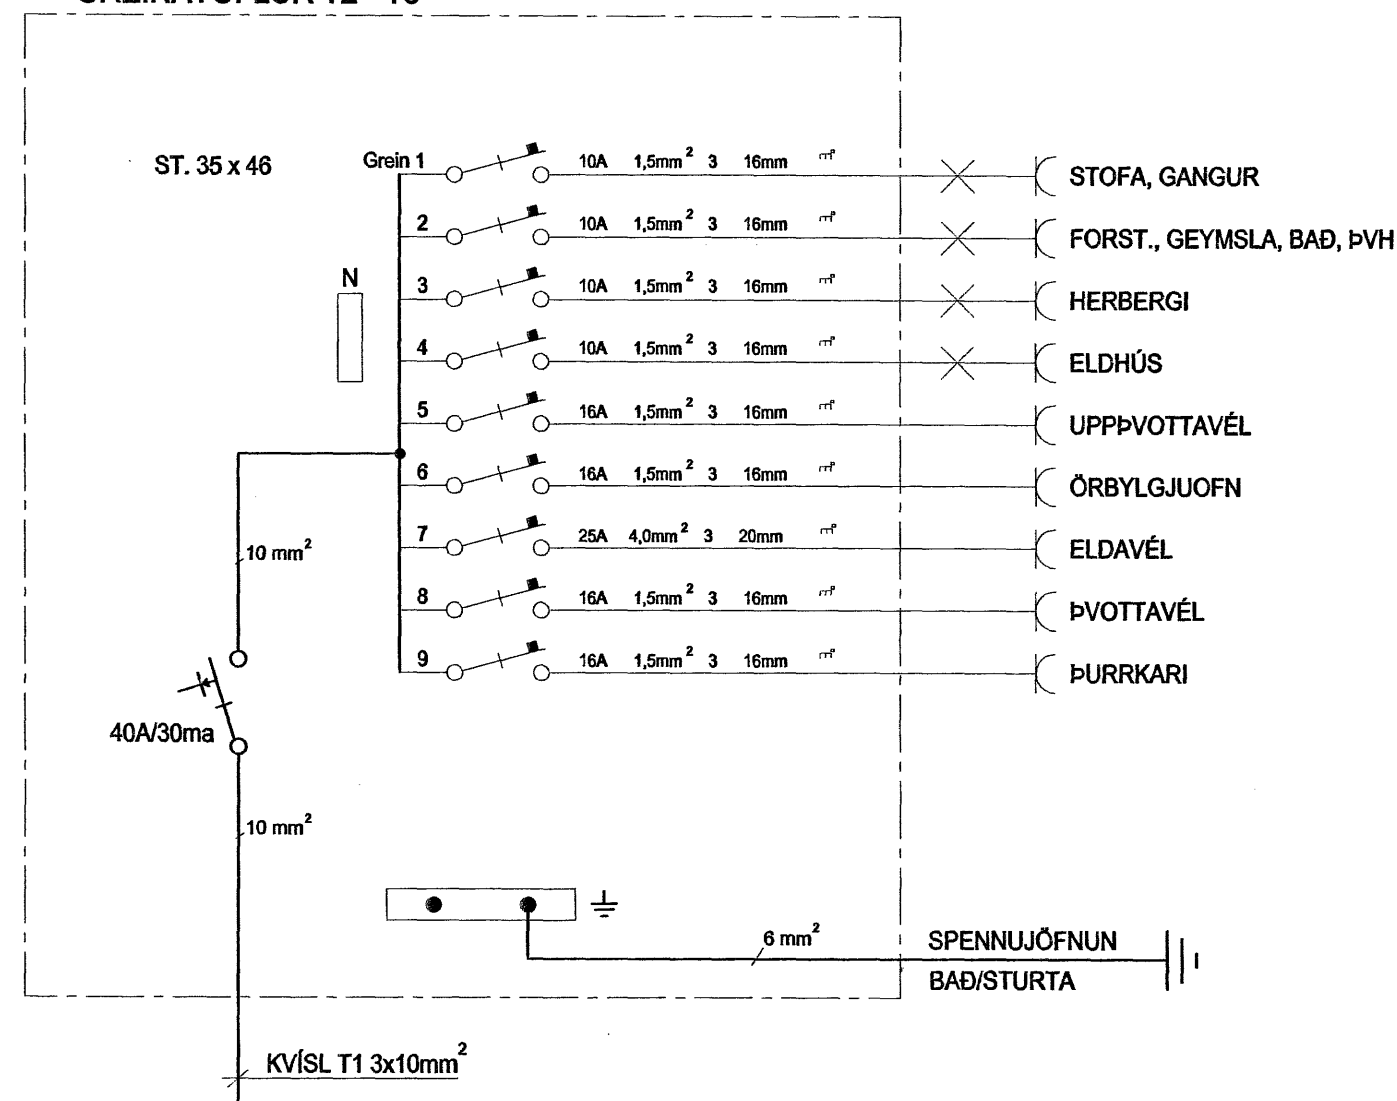 ST. 35 x 46
Grein 1 10A 1,5mm² 3 16mm STOFA, GANGUR
2 10A 1,5mm² 3 16mm FORST., GEYMSLA, BAÐ, ÞVH
N
3 10A 1,5mm² 3 16mm HERBERGI
4 10A 1,5mm² 3 16mm ELDHÚS
5 16A 1,5mm² 3 16mm UPPÞVOTTAVÉL
6 16A 1,5mm² 3 16mm ÖRBYLGJUOFN
7 25A 4,0mm² 3 20mm ELDAVÉL
10 mm²
8 16A 1,5mm² 3 16mm ÞVOTTAVÉL
9 16A 1,5mm² 3 16mm ÞURRKARI
40A/30ma
10 mm²
6 mm² SPENNUJÖFNUN
BAÐ/STURTA
KVÍSL T1 3x10mm²